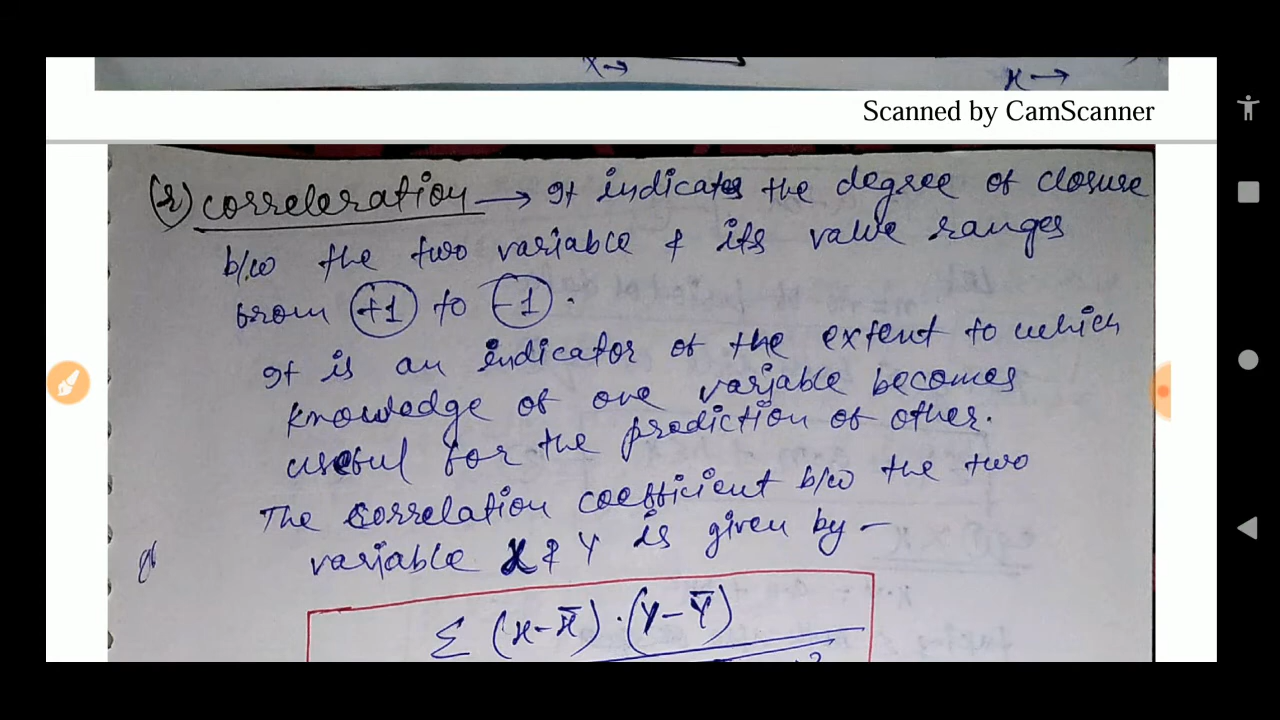 x→
x→
Scanned by CamScanner
(r) correleration → It indicates the degree of closure
b/w the two variable & its value ranges
from +1 to -1.
It is an indicator of the extent to which
knowledge of one variable becomes
useful for the prediction of other.
The correlation coefficient b/w the two
variable X & Y is given by —
Σ (x-x̄)·(Y-Ȳ)